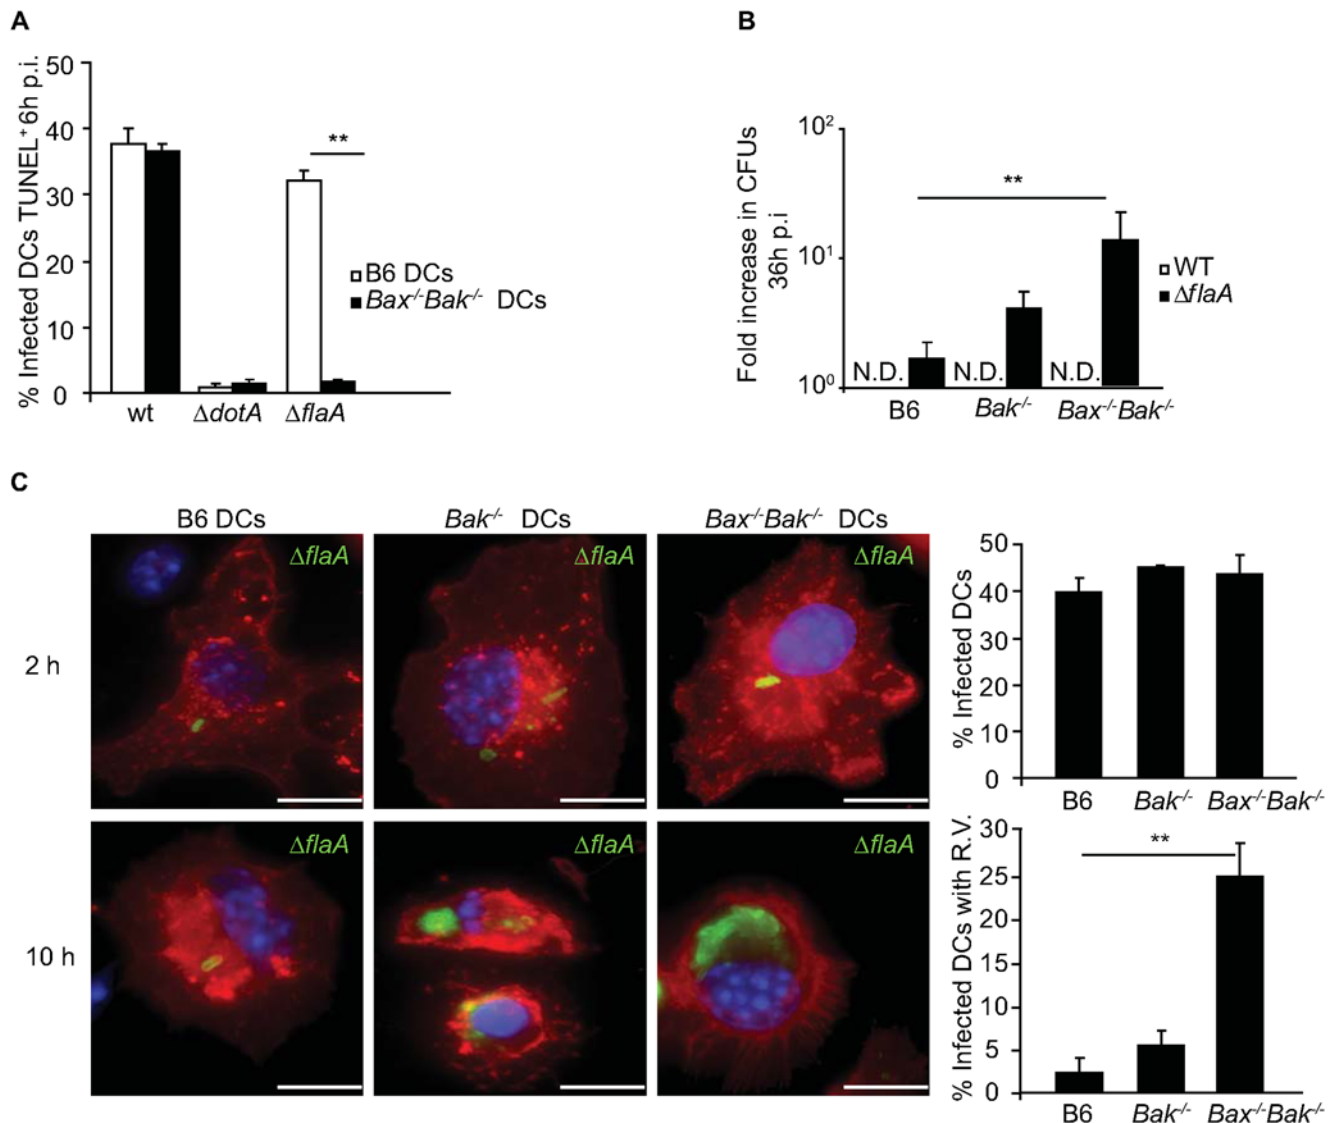 A
% Infected DCs TUNEL⁺ 6h p.i.
50
40
30
20
10
0
**
B6 DCs
Bax⁻/⁻Bak⁻/⁻ DCs
wt ΔdotA ΔflaA
B
Fold increase in CFUs
36h p.i
10²
10¹
10⁰
**
WT
ΔflaA
N.D. N.D. N.D.
B6 Bak⁻/⁻ Bax⁻/⁻Bak⁻/⁻
C
B6 DCs Bak⁻/⁻ DCs Bax⁻/⁻Bak⁻/⁻ DCs
2 h
ΔflaA ΔflaA ΔflaA
% Infected DCs
50
40
30
20
10
0
B6 Bak⁻/⁻ Bax⁻/⁻Bak⁻/⁻
10 h
ΔflaA ΔflaA ΔflaA
% Infected DCs with R.V.
30
25
20
15
10
5
0
**
B6 Bak⁻/⁻ Bax⁻/⁻Bak⁻/⁻